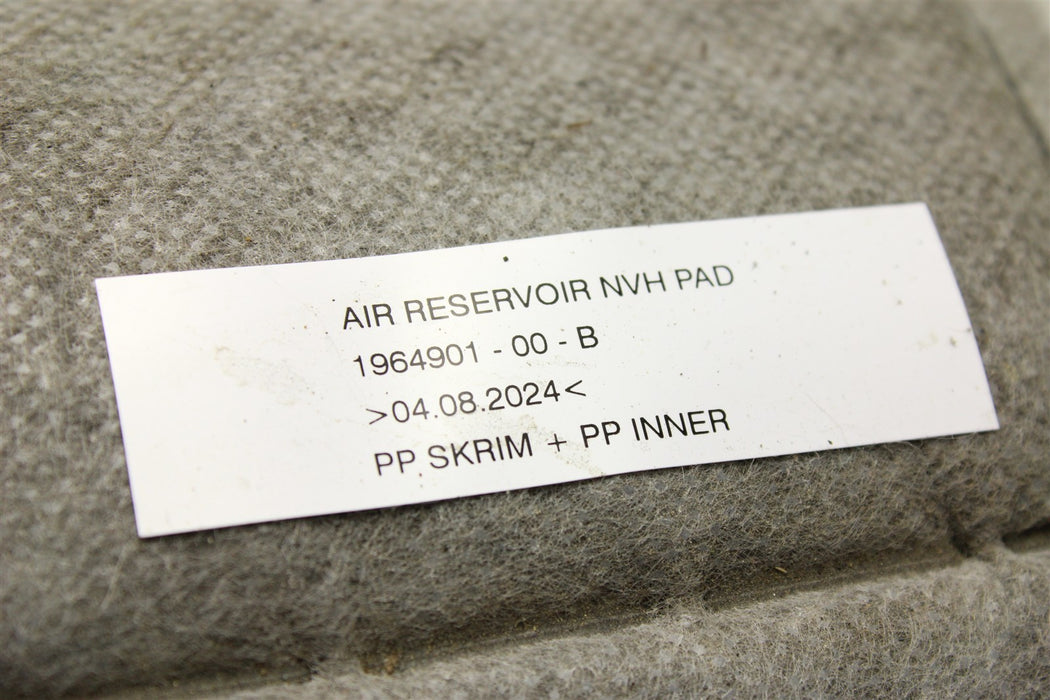 AIR RESERVOIR NVH PAD
1964901 - 00 - B
>04.08.2024<
PP SKRIM + PP INNER